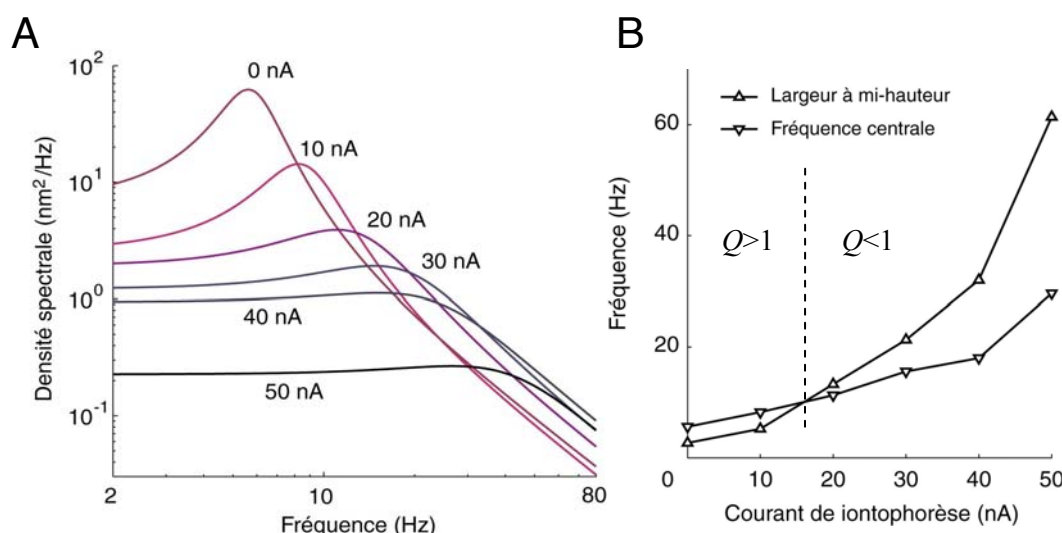 A
Densité spectrale (nm²/Hz)
10²
10¹
10⁰
10⁻¹
0 nA
10 nA
20 nA
30 nA
40 nA
50 nA
2
10
80
Fréquence (Hz)
B
Fréquence (Hz)
60
40
20
Largeur à mi-hauteur
Fréquence centrale
Q>1
Q<1
0
10
20
30
40
50
Courant de iontophorèse (nA)